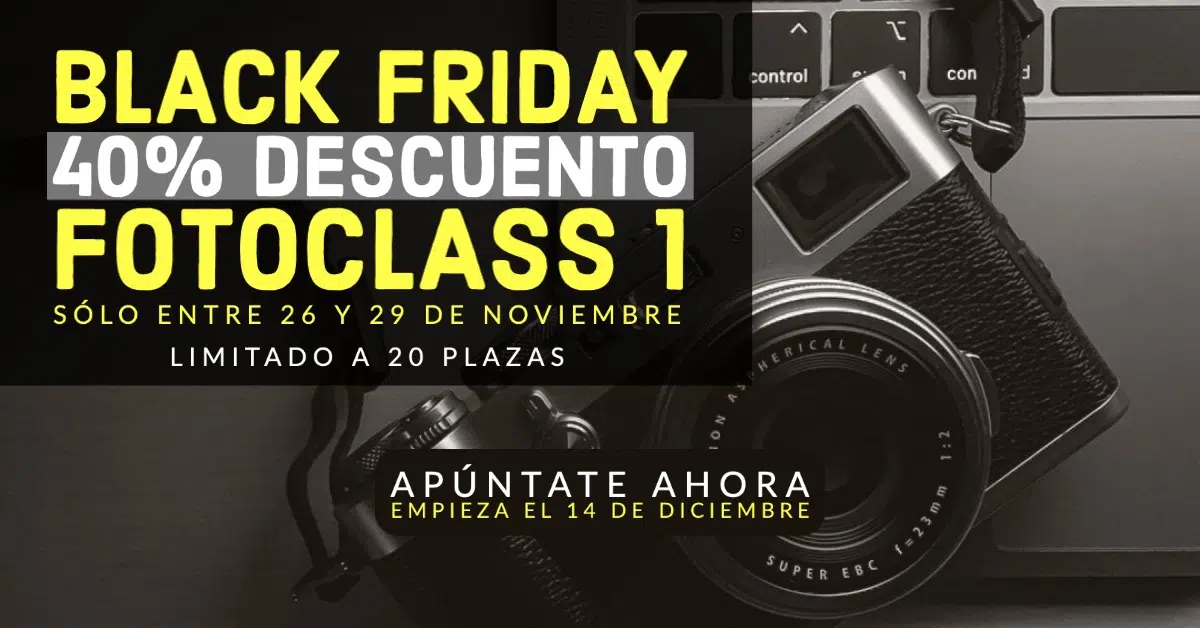 BLACK FRIDAY
40% DESCUENTO
FOTOCLASS 1
SÓLO ENTRE 26 Y 29 DE NOVIEMBRE
LIMITADO A 20 PLAZAS
control
APÚNTATE AHORA
EMPIEZA EL 14 DE DICIEMBRE
ASPHERICAL LENS
1:2
f=23mm
SUPER EBC